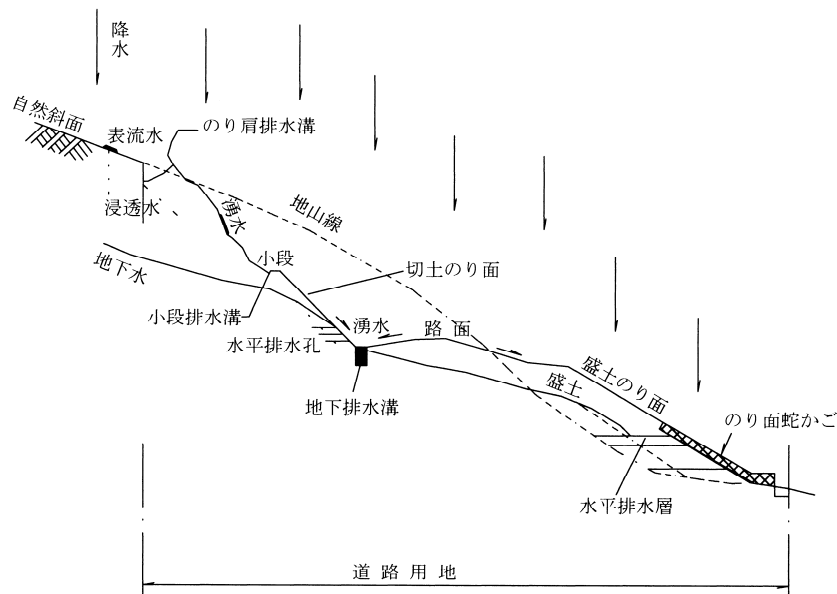 降水
自然斜面
表流水
のり肩排水溝
浸透水
湧水
地山線
地下水
小段
切土のり面
小段排水溝
湧水
路面
水平排水孔
盛土
盛土のり面
地下排水溝
のり面蛇かご
水平排水層
道路用地